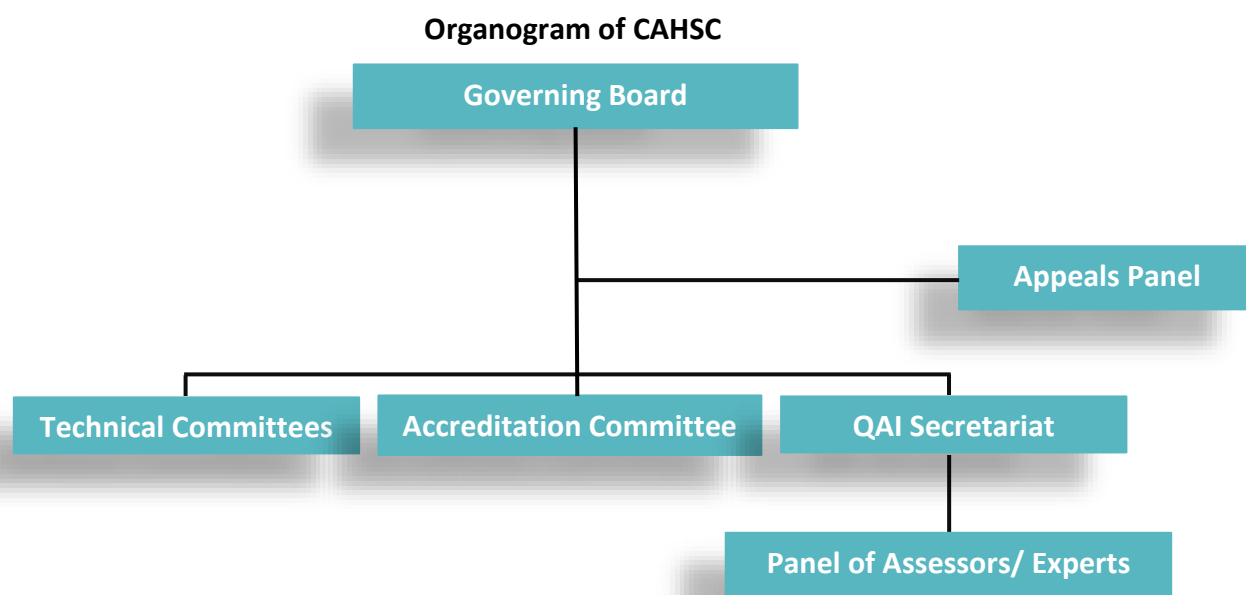 Organogram of CAHSC
Governing Board
Appeals Panel
Technical Committees
Accreditation Committee
QAI Secretariat
Panel of Assessors/ Experts